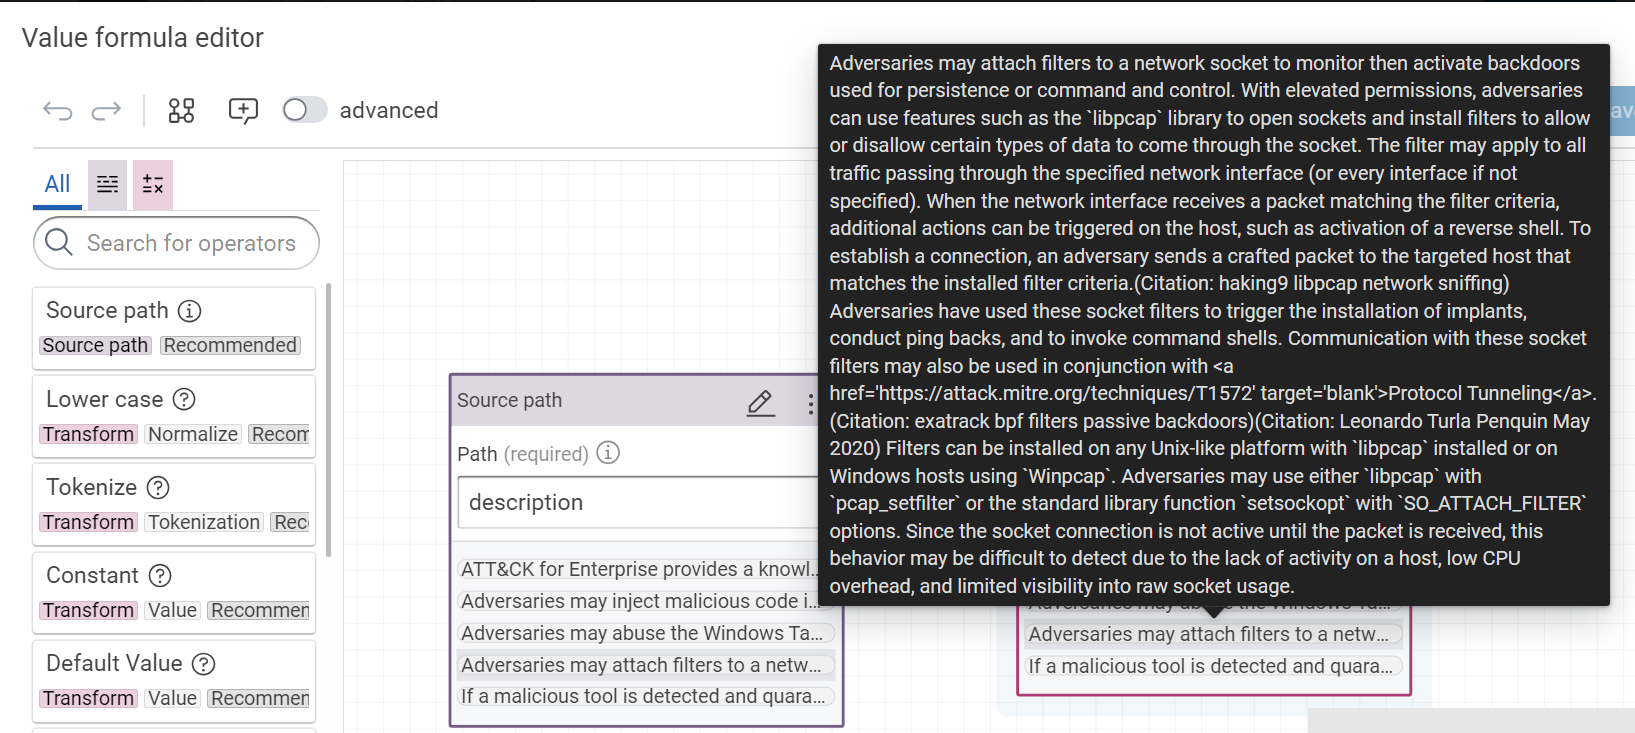 Value formula editor
advanced
All
Search for operators
Source path
Source path Recommended
Lower case
Transform Normalize Recom
Tokenize
Transform Tokenization Rec
Constant
Transform Value Recommen
Default Value
Transform Value Recommen
Source path
Path (required)
description
ATT&CK for Enterprise provides a knowl...
Adversaries may inject malicious code i...
Adversaries may abuse the Windows Ta...
Adversaries may attach filters to a netw...
If a malicious tool is detected and quara...
Adversaries may attach filters to a network socket to monitor then activate backdoors
used for persistence or command and control. With elevated permissions, adversaries
can use features such as the `libpcap` library to open sockets and install filters to allow
or disallow certain types of data to come through the socket. The filter may apply to all
traffic passing through the specified network interface (or every interface if not
specified). When the network interface receives a packet matching the filter criteria,
additional actions can be triggered on the host, such as activation of a reverse shell. To
establish a connection, an adversary sends a crafted packet to the targeted host that
matches the installed filter criteria.(Citation: haking9 libpcap network sniffing)
Adversaries have used these socket filters to trigger the installation of implants,
conduct ping backs, and to invoke command shells. Communication with these socket
filters may also be used in conjunction with <a
href='https://attack.mitre.org/techniques/T1572' target='blank'>Protocol Tunneling</a>.
(Citation: exatrack bpf filters passive backdoors)(Citation: Leonardo Turla Penquin May
2020) Filters can be installed on any Unix-like platform with `libpcap` installed or on
Windows hosts using `Winpcap`. Adversaries may use either `libpcap` with
`pcap_setfilter` or the standard library function `setsockopt` with `SO_ATTACH_FILTER`
options. Since the socket connection is not active until the packet is received, this
behavior may be difficult to detect due to the lack of activity on a host, low CPU
overhead, and limited visibility into raw socket usage.
Adversaries may abuse the Windows Ta...
Adversaries may attach filters to a netw...
If a malicious tool is detected and quara...